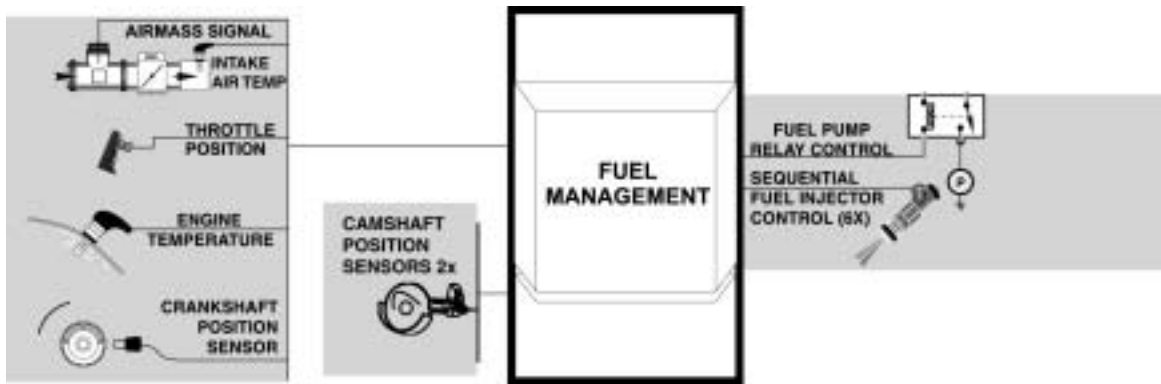 AIRMASS SIGNAL
INTAKE
AIR TEMP
THROTTLE
POSITION
ENGINE
TEMPERATURE
CRANKSHAFT
POSITION
SENSOR
CAMSHAFT
POSITION
SENSORS 2x
FUEL
MANAGEMENT
FUEL PUMP
RELAY CONTROL
SEQUENTIAL
FUEL INJECTOR
CONTROL (6X)
P